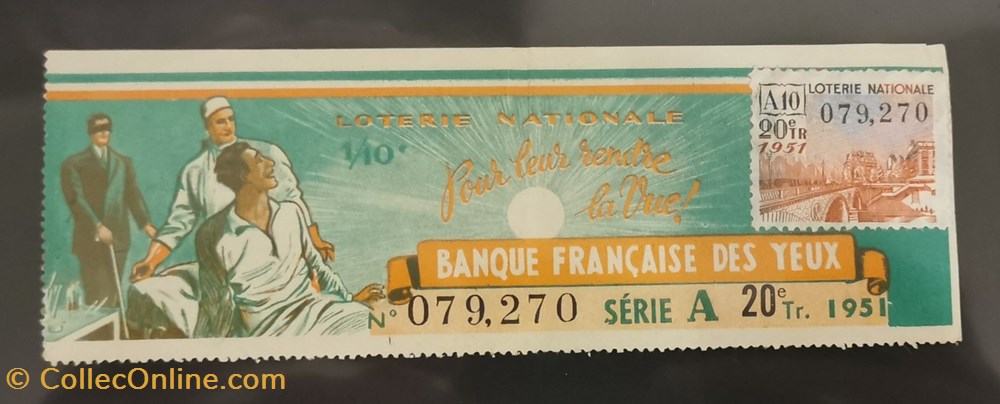 LOTERIE NATIONALE
1/10e
Pour leur rendre
la Vue!
BANQUE FRANÇAISE DES YEUX
N° 079,270 SÉRIE A 20e Tr. 1951
A10 LOTERIE NATIONALE
079,270
20e TR
1951
© CollecOnline.com